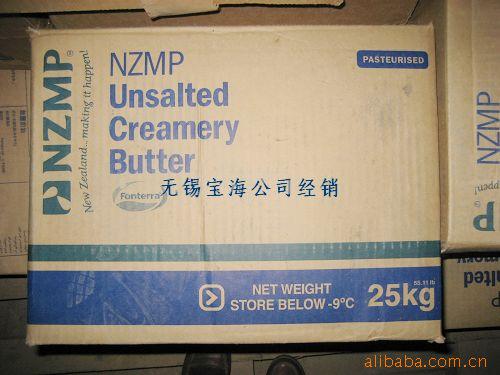 NZMP®
New Zealand... making it happen!
NZMP
Unsalted
Creamery
Butter
PASTEURISED
Fonterra
无锡宝海公司经销
NET WEIGHT
STORE BELOW -9°C
55.11 lb
25kg
alibaba.com.cn